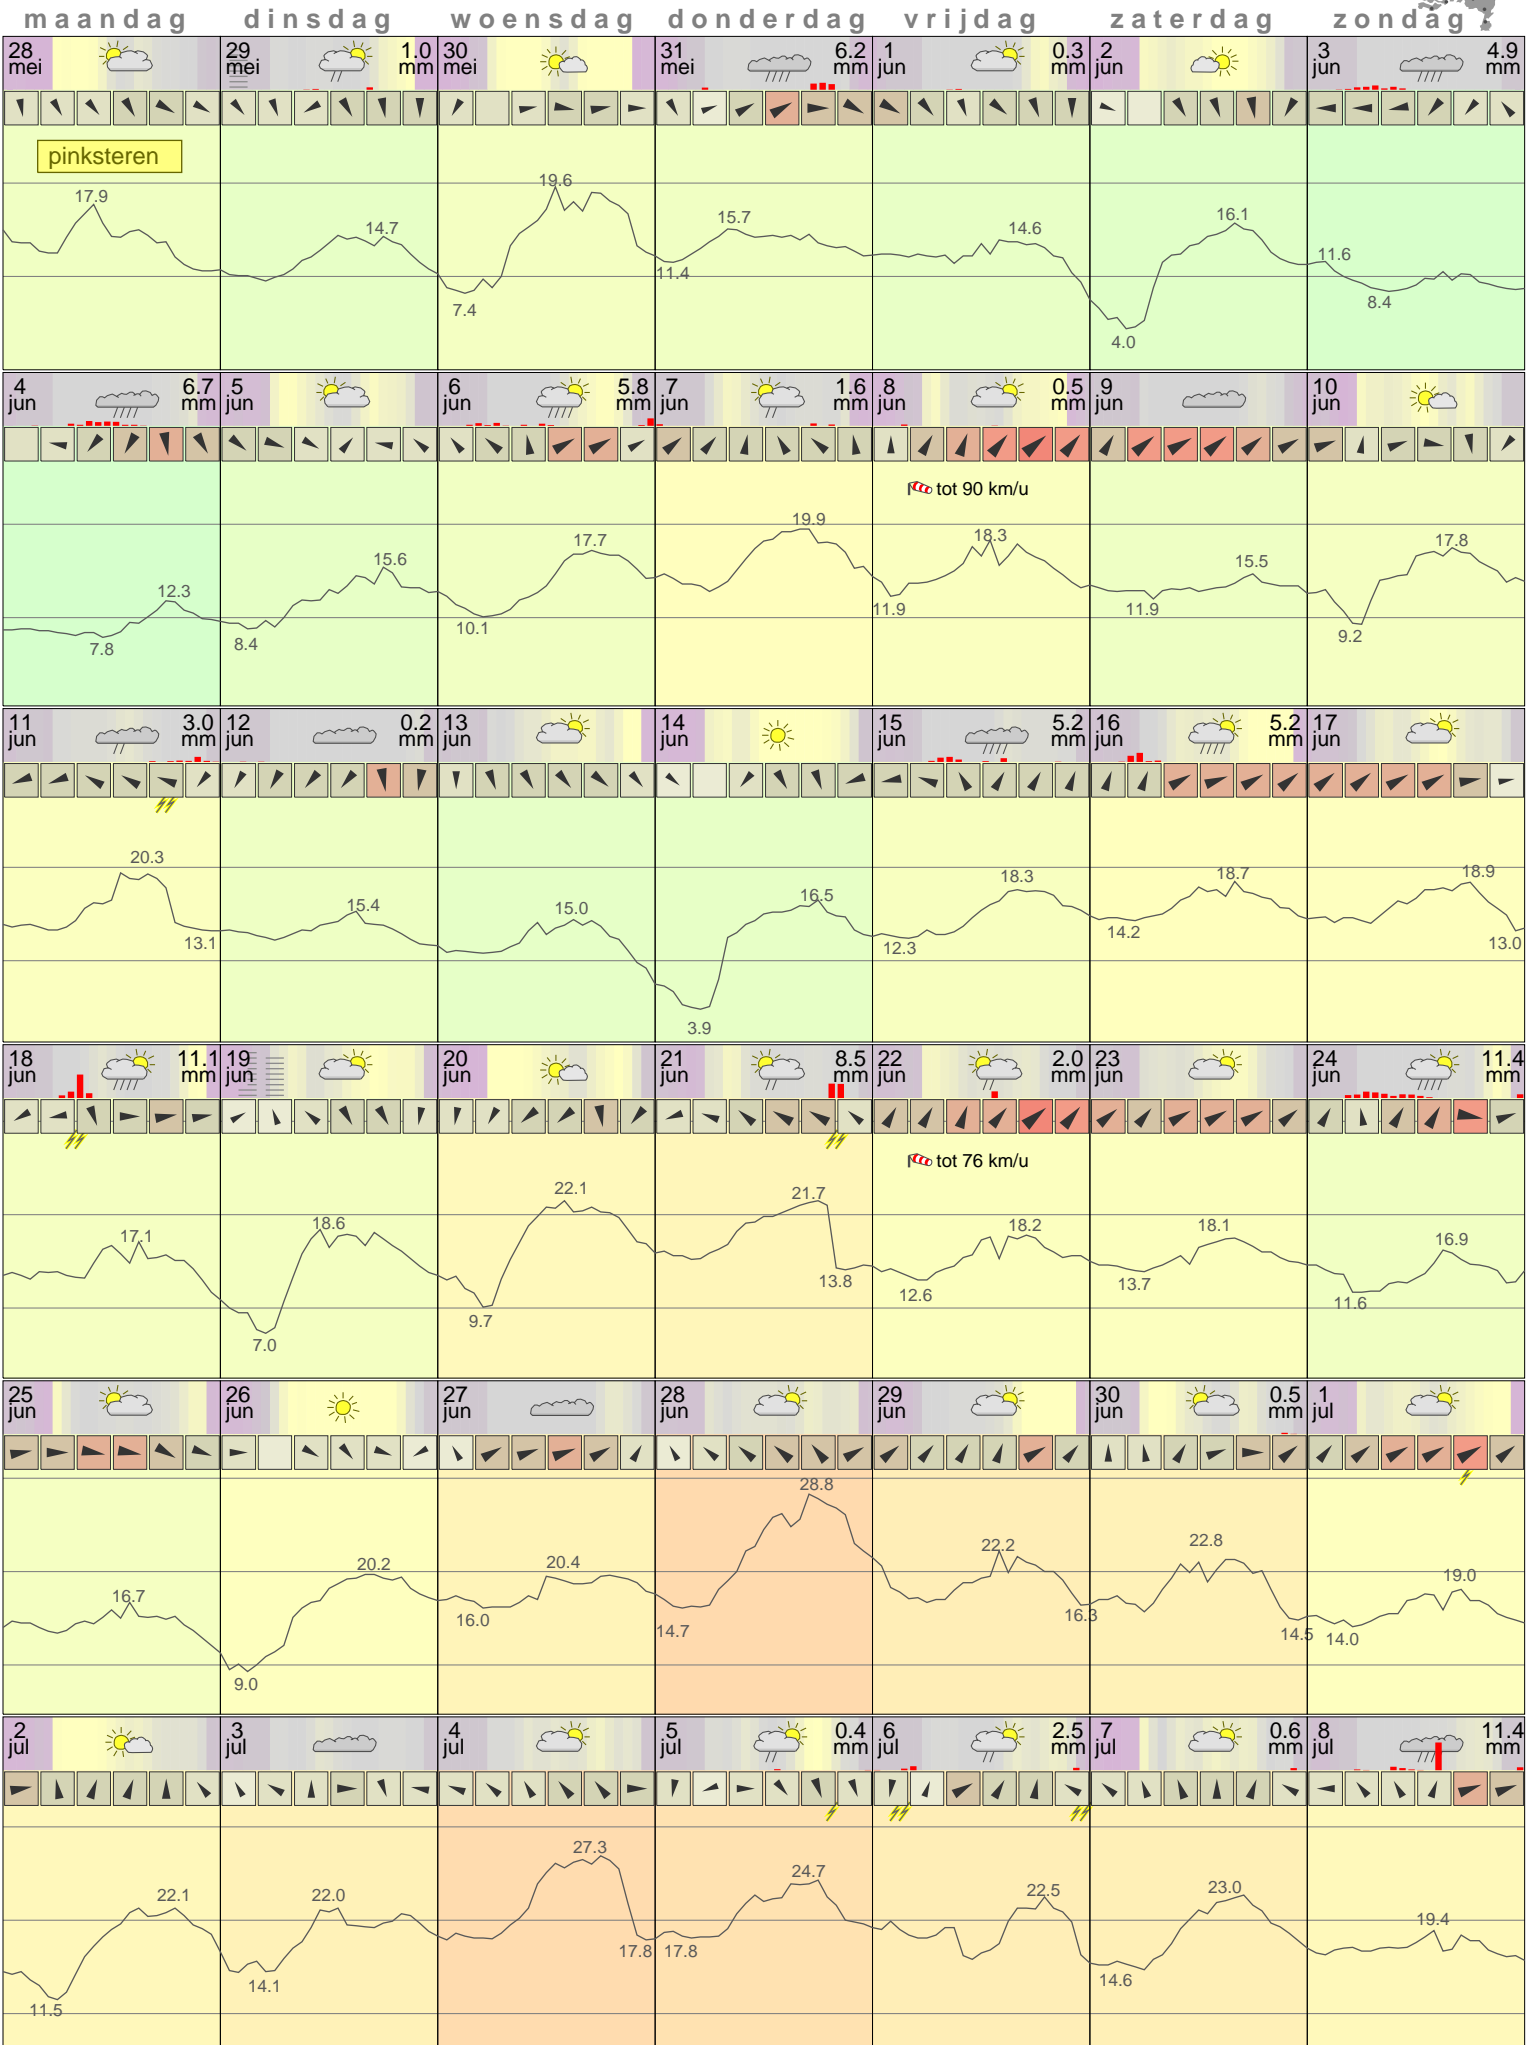 maandag dinsdag woensdag donderdag vrijdag zaterdag zondag
28 29 1.0 30 31 6.2 1 0.3 2 3 4.9
mei mei mm mei mei mm jun mm jun jun mm
pinksteren
17.9 14.7 19.6 15.7 14.6 16.1 11.6
7.4 11.4 4.0 8.4
4 6.7 5 6 5.8 7 1.6 8 0.5 9 10
jun mm jun jun mm jun mm jun mm jun jun
tot 90 km/u
12.3 15.6 17.7 19.9 18.3 15.5 17.8
7.8 8.4 10.1 11.9 11.9 9.2
11 3.0 12 0.2 13 14 15 5.2 16 5.2 17
jun mm jun mm jun jun jun mm jun mm jun
20.3 15.4 15.0 16.5 18.3 18.7 18.9
13.1 3.9 12.3 14.2 13.0
18 11.1 19 20 21 8.5 22 2.0 23 24 11.4
jun mm jun jun jun mm jun mm jun jun mm
tot 76 km/u
17.1 18.6 22.1 21.7 18.2 18.1 16.9
7.0 9.7 13.8 12.6 13.7 11.6
25 26 27 28 29 30 0.5 1
jun jun jun jun jun jun mm jul
16.7 20.2 20.4 28.8 22.2 22.8 19.0
9.0 16.0 14.7 16.3 14.5 14.0
2 3 4 5 0.4 6 2.5 7 0.6 8 11.4
jul jul jul jul mm jul mm jul mm jul mm
22.1 22.0 27.3 24.7 22.5 23.0 19.4
11.5 14.1 17.8 17.8 14.6